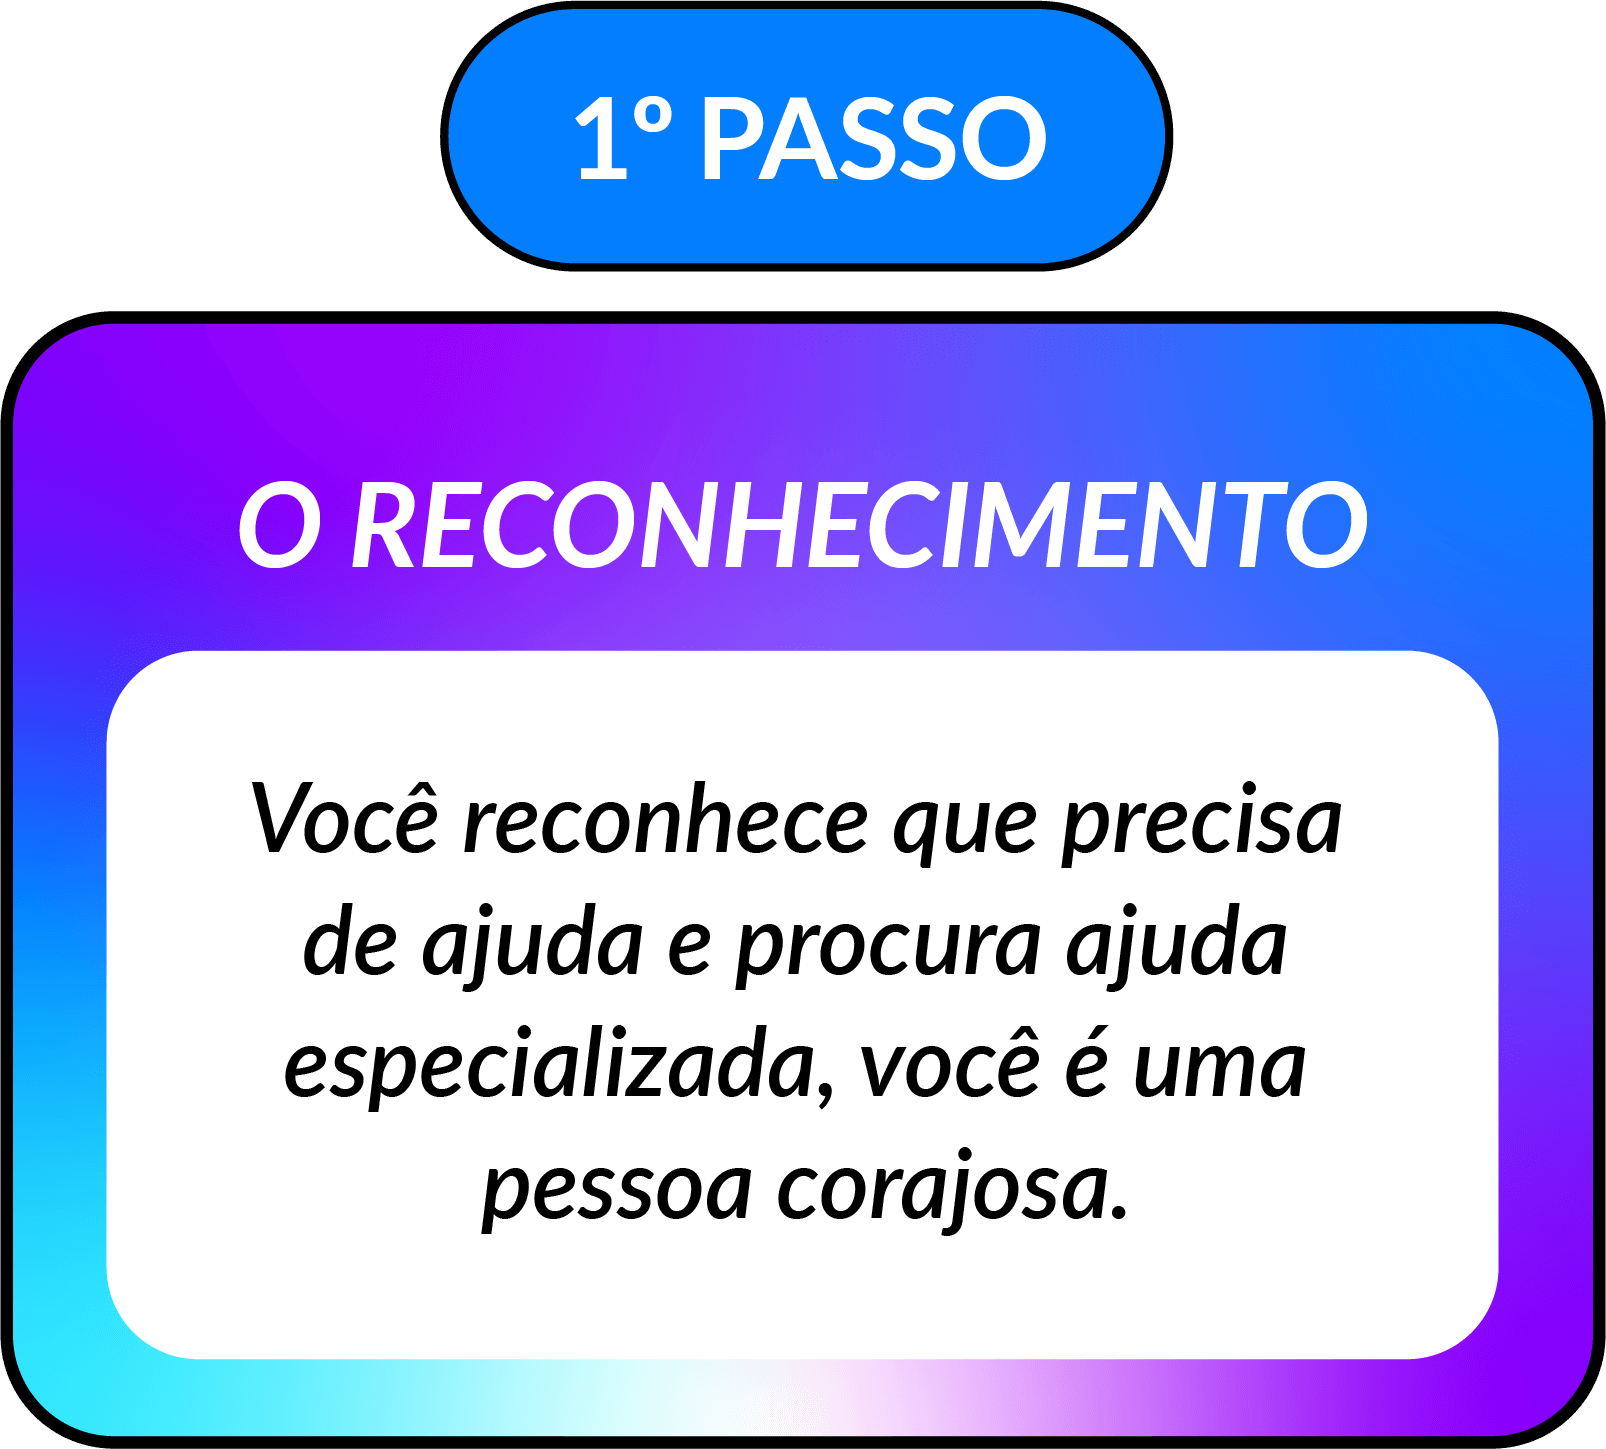 1º PASSO
O RECONHECIMENTO
Você reconhece que precisa
de ajuda e procura ajuda
especializada, você é uma
pessoa corajosa.